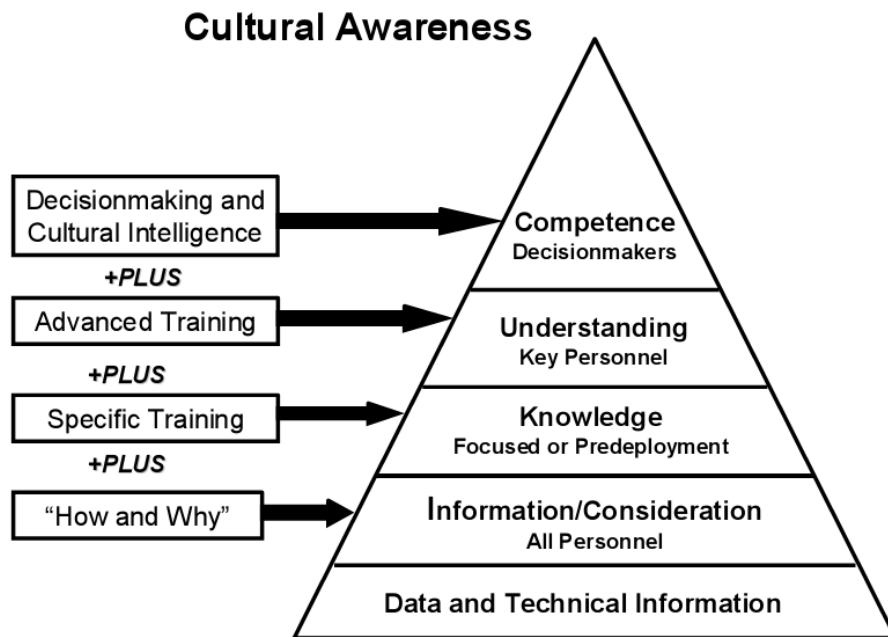 Cultural Awareness
Decisionmaking and
Cultural Intelligence
+PLUS
Advanced Training
+PLUS
Specific Training
+PLUS
“How and Why”
Competence
Decisionmakers
Understanding
Key Personnel
Knowledge
Focused or Predeployment
Information/Consideration
All Personnel
Data and Technical Information